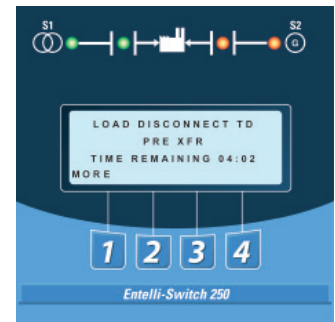 S1 S2
G
LOAD DISCONNECT TD
PRE XFR
TIME REMAINING 04:02
MORE
1 2 3 4
Entelli-Switch 250